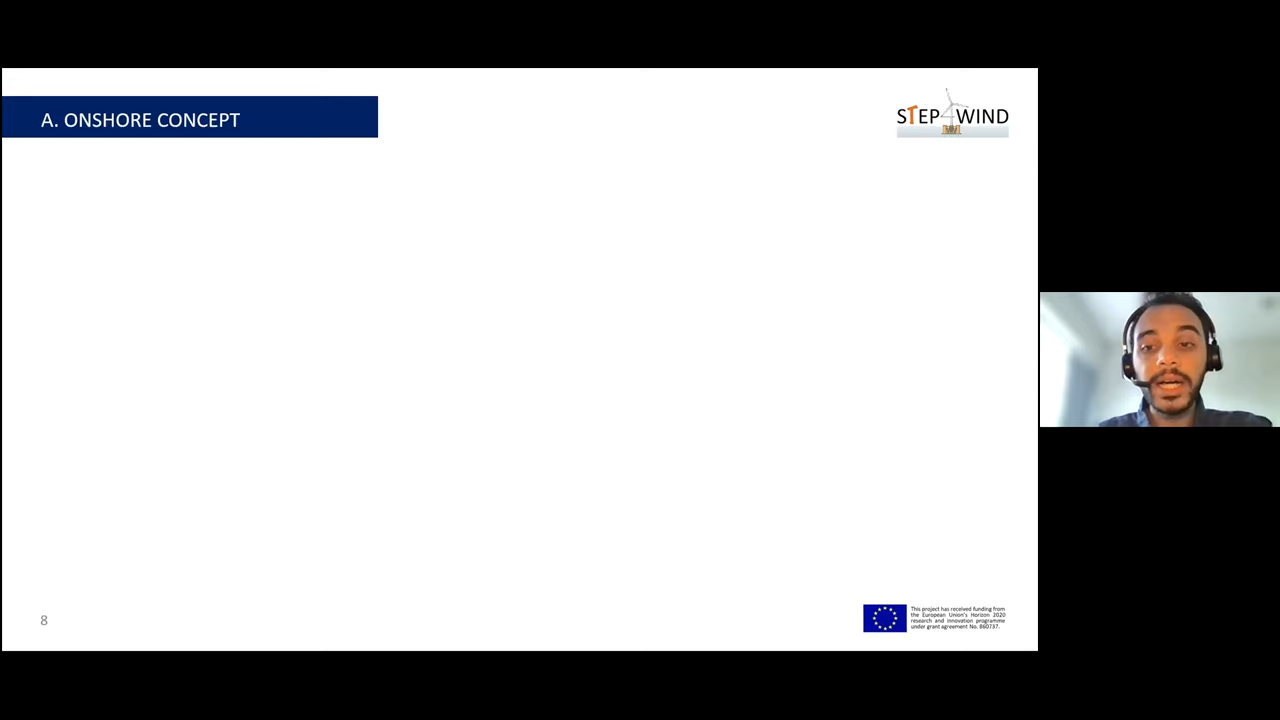 A. ONSHORE CONCEPT
STEP4WIND
8
This project has received funding from
the European Union's Horizon 2020
research and innovation programme
under grant agreement No. 860737.